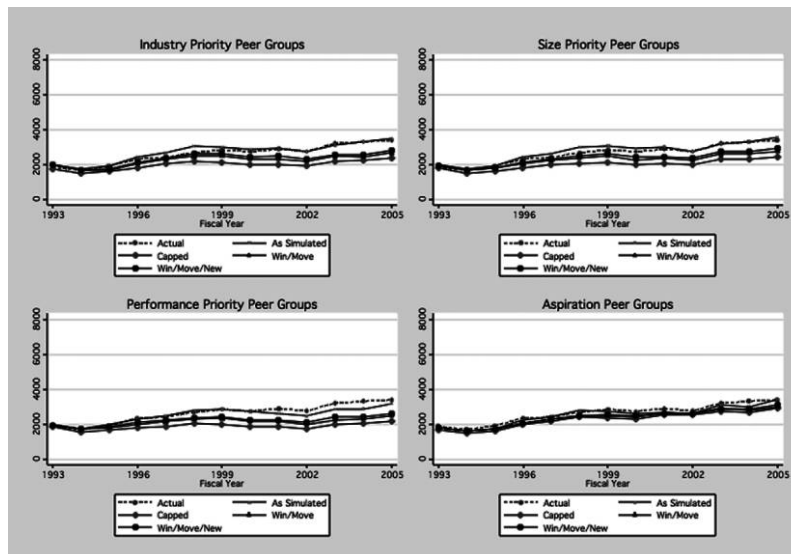 Industry Priority Peer Groups
8000
6000
4000
2000
0
1993 1996 1999 2002 2005
Fiscal Year
Actual As Simulated
Capped Win/Move
Win/Move/New
Size Priority Peer Groups
8000
6000
4000
2000
0
1993 1996 1999 2002 2005
Fiscal Year
Actual As Simulated
Capped Win/Move
Win/Move/New
Performance Priority Peer Groups
8000
6000
4000
2000
0
1993 1996 1999 2002 2005
Fiscal Year
Actual As Simulated
Capped Win/Move
Win/Move/New
Aspiration Peer Groups
8000
6000
4000
2000
0
1993 1996 1999 2002 2005
Fiscal Year
Actual As Simulated
Capped Win/Move
Win/Move/New